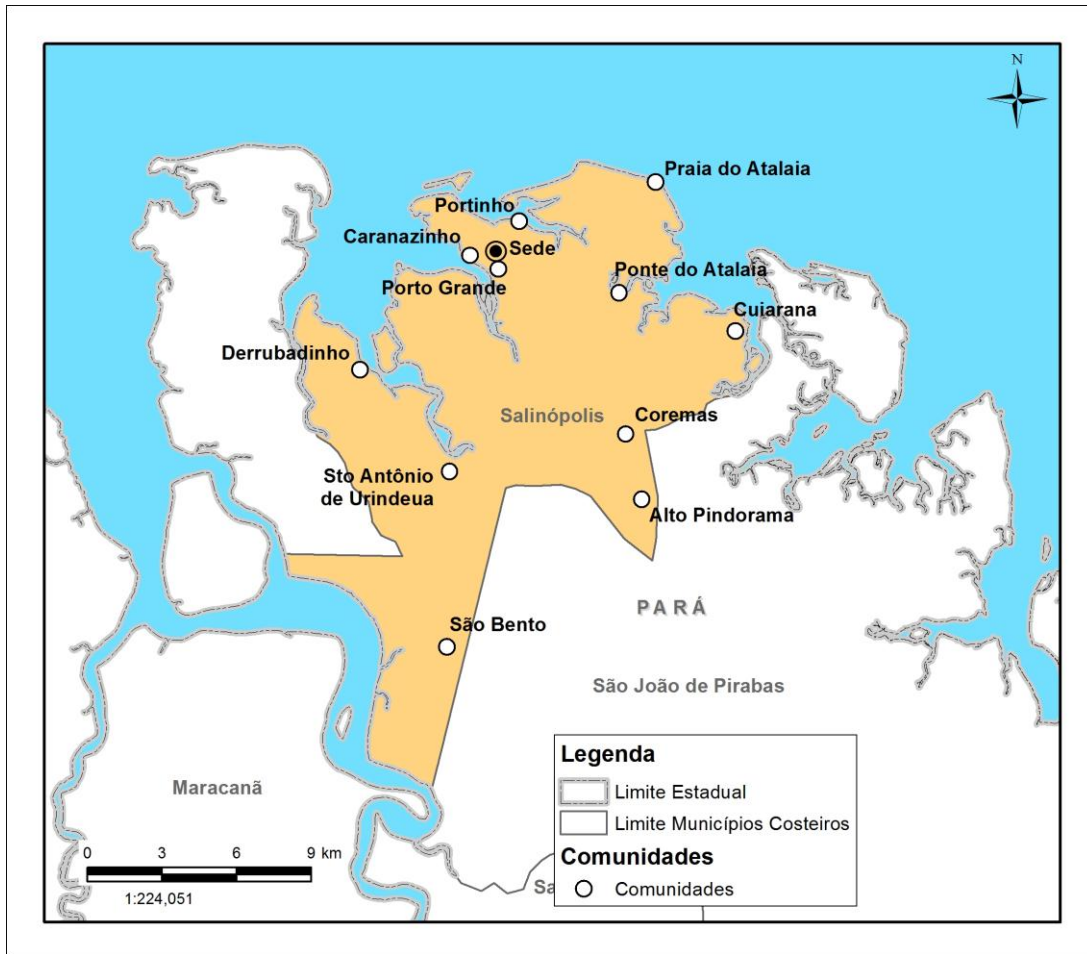 N
Praia do Atalaia
Portinho
Caranazinho
Sede
Porto Grande
Ponte do Atalaia
Cuiarana
Derrubadinho
Salinópolis
Coremas
Sto Antônio
de Urindeua
Alto Pindorama
PARÁ
São Bento
São João de Pirabas
Maracanã
Legenda
Limite Estadual
Limite Municípios Costeiros
Comunidades
Comunidades
0 3 6 9 km
1:224,051
Sa